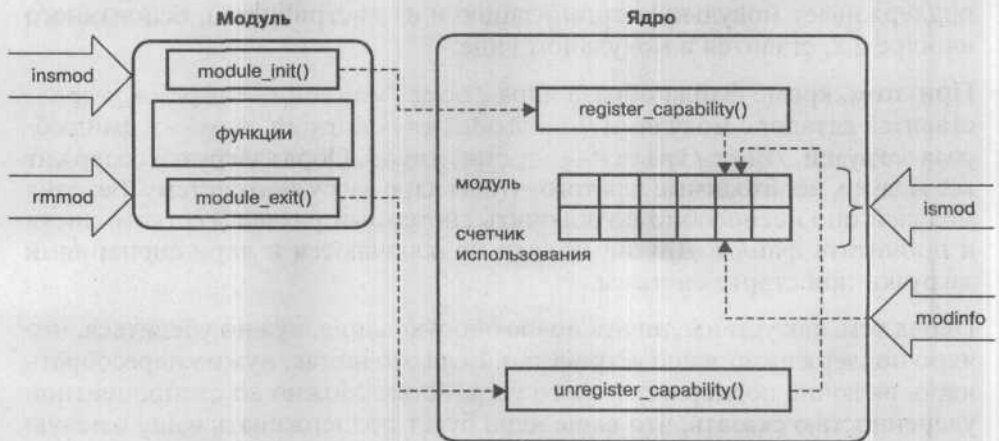 Модуль
Ядро
insmod
module_init()
функции
rmmod
module_exit()
register_capability()
модуль
счетчик
использования
unregister_capability()
ismod
modinfo